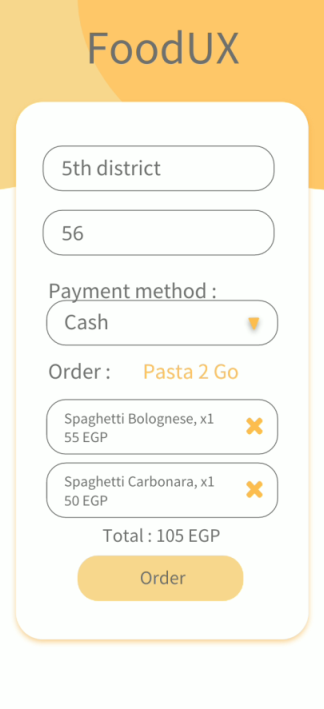 FoodUX
5th district
56
Payment method :
Cash
Order :
Pasta 2 Go
Spaghetti Bolognese, x1
55 EGP
Spaghetti Carbonara, x1
50 EGP
Total : 105 EGP
Order